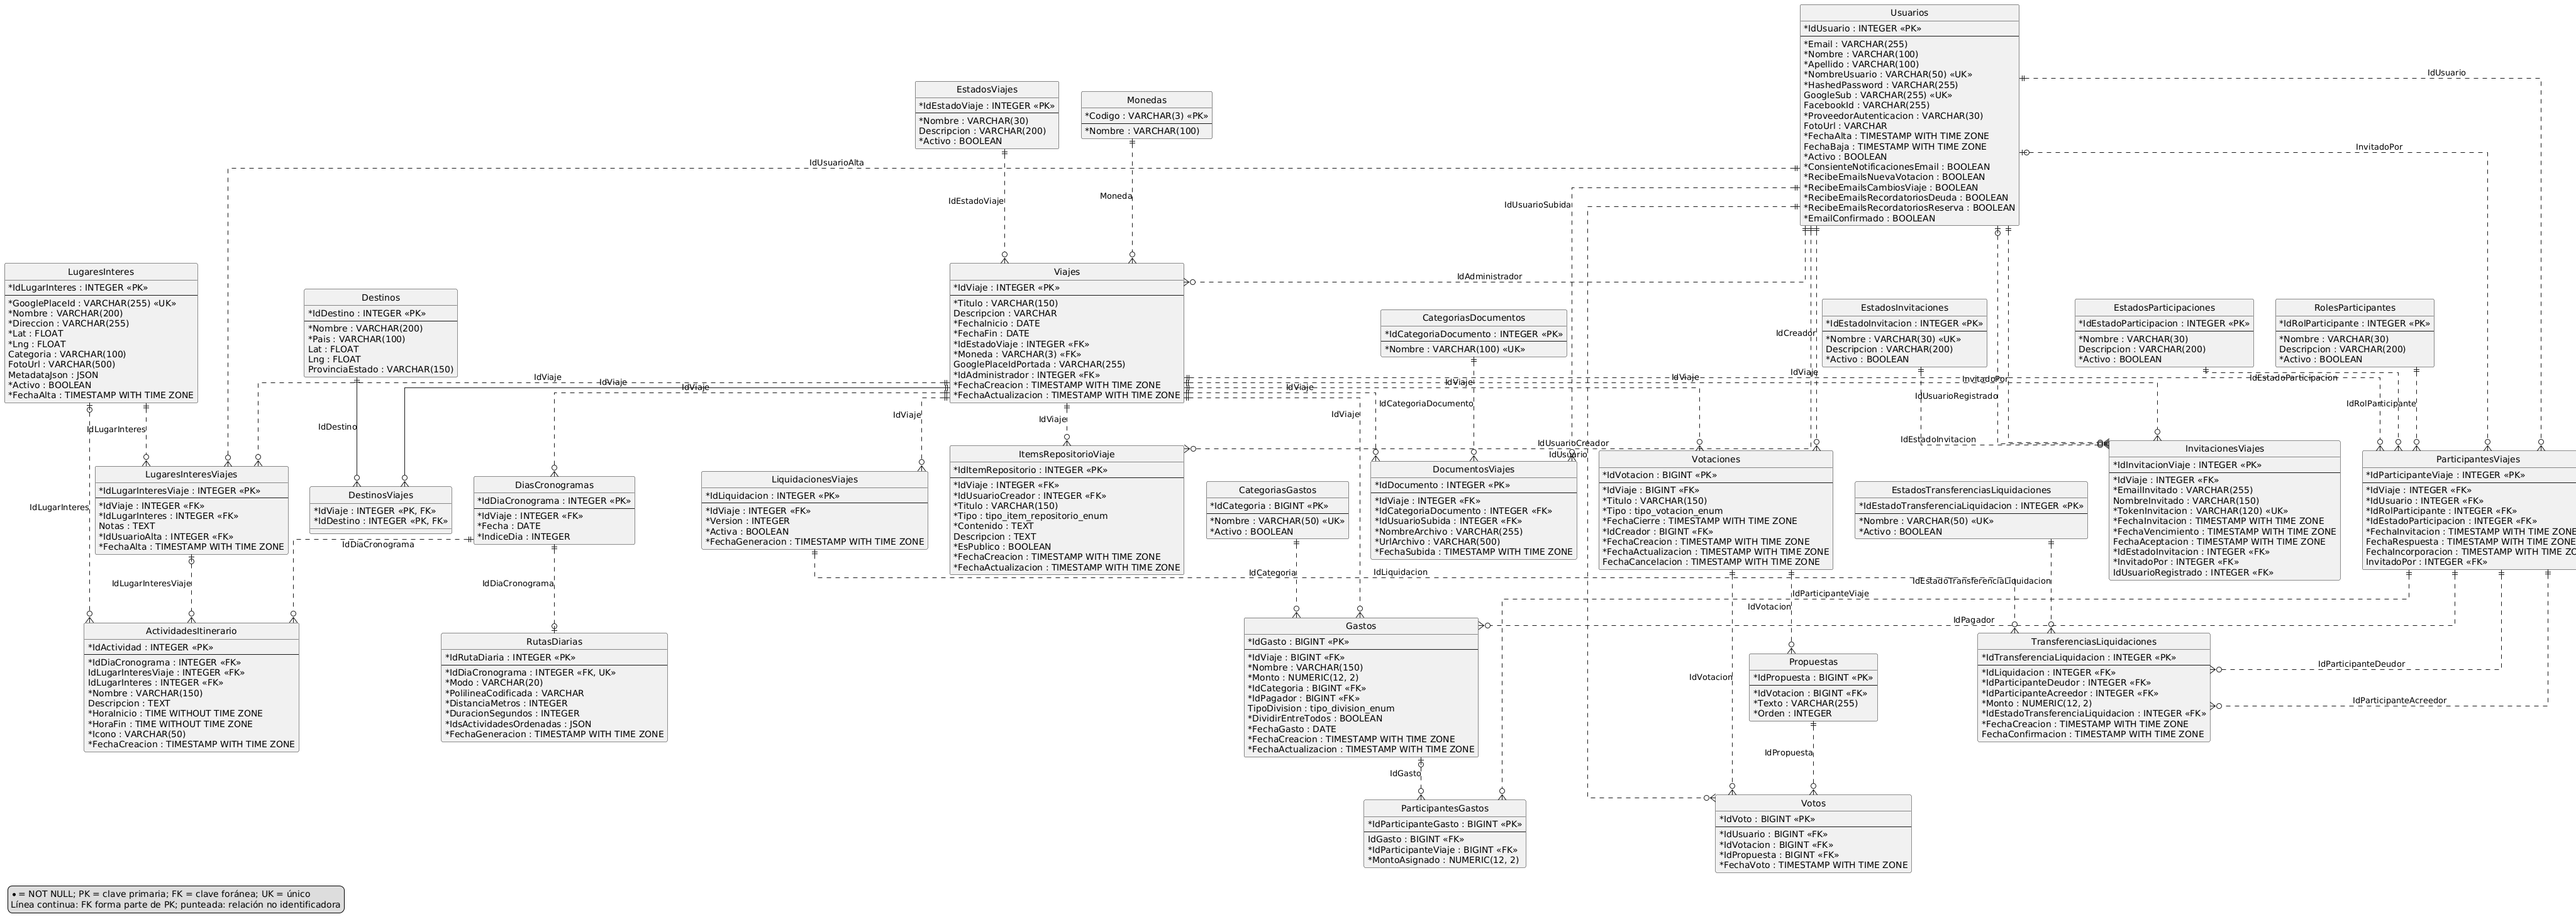 Usuarios
*IdUsuario : INTEGER «PK»
*Email : VARCHAR(255)
*Nombre : VARCHAR(100)
*Apellido : VARCHAR(100)
*NombreUsuario : VARCHAR(50) «UK»
*HashedPassword : VARCHAR(255)
GoogleSub : VARCHAR(255) «UK»
FacebookId : VARCHAR(255)
*ProveedorAutenticacion : VARCHAR(30)
FotoUrl : VARCHAR
*FechaAlta : TIMESTAMP WITH TIME ZONE
FechaBaja : TIMESTAMP WITH TIME ZONE
*Activo : BOOLEAN
*ConsienteNotificacionesEmail : BOOLEAN
*RecibeEmailsNuevaVotacion : BOOLEAN
*RecibeEmailsCambiosViaje : BOOLEAN
*RecibeEmailsRecordatoriosDeuda : BOOLEAN
*RecibeEmailsRecordatoriosReserva : BOOLEAN
*EmailConfirmado : BOOLEAN
IdUsuario
InvitadoPor
EstadosViajes
*IdEstadoViaje : INTEGER «PK»
*Nombre : VARCHAR(30)
Descripcion : VARCHAR(200)
*Activo : BOOLEAN
Monedas
*Codigo : VARCHAR(3) «PK»
*Nombre : VARCHAR(100)
IdUsuarioAlta
IdEstadoViaje
Moneda
IdUsuarioSubida
IdAdministrador
LugaresInteres
*IdLugarInteres : INTEGER «PK»
*GooglePlaceId : VARCHAR(255) «UK»
*Nombre : VARCHAR(200)
*Direccion : VARCHAR(255)
*Lat : FLOAT
*Lng : FLOAT
Categoria : VARCHAR(100)
FotoUrl : VARCHAR(500)
MetadataJson : JSON
*Activo : BOOLEAN
*FechaAlta : TIMESTAMP WITH TIME ZONE
Destinos
*IdDestino : INTEGER «PK»
*Nombre : VARCHAR(200)
*Pais : VARCHAR(100)
Lat : FLOAT
Lng : FLOAT
ProvinciaEstado : VARCHAR(150)
Viajes
*IdViaje : INTEGER «PK»
*Titulo : VARCHAR(150)
Descripcion : VARCHAR
*FechaInicio : DATE
*FechaFin : DATE
*IdEstadoViaje : INTEGER «FK»
*Moneda : VARCHAR(3) «FK»
GooglePlaceIdPortada : VARCHAR(255)
*IdAdministrador : INTEGER «FK»
*FechaCreacion : TIMESTAMP WITH TIME ZONE
*FechaActualizacion : TIMESTAMP WITH TIME ZONE
CategoriasDocumentos
*IdCategoriaDocumento : INTEGER «PK»
*Nombre : VARCHAR(100) «UK»
IdCreador
EstadosInvitaciones
*IdEstadoInvitacion : INTEGER «PK»
*Nombre : VARCHAR(30) «UK»
Descripcion : VARCHAR(200)
*Activo : BOOLEAN
EstadosParticipaciones
*IdEstadoParticipacion : INTEGER «PK»
*Nombre : VARCHAR(30)
Descripcion : VARCHAR(200)
*Activo : BOOLEAN
RolesParticipantes
*IdRolParticipante : INTEGER «PK»
*Nombre : VARCHAR(30)
Descripcion : VARCHAR(200)
*Activo : BOOLEAN
IdViaje
IdViaje
IdViaje
IdViaje
IdViaje
IdViaje
IdViaje
InvitadoPor
IdEstadoParticipacion
IdUsuarioRegistrado
IdCategoriaDocumento
IdRolParticipante
IdViaje
IdViaje
IdViaje
IdLugarInteres
IdDestino
IdUsuarioCreador
IdEstadoInvitacion
IdUsuario
LugaresInteresViajes
*IdLugarInteresViaje : INTEGER «PK»
*IdViaje : INTEGER «FK»
*IdLugarInteres : INTEGER «FK»
Notas : TEXT
*IdUsuarioAlta : INTEGER «FK»
*FechaAlta : TIMESTAMP WITH TIME ZONE
DestinosViajes
*IdViaje : INTEGER «PK, FK»
*IdDestino : INTEGER «PK, FK»
DiasCronogramas
*IdDiaCronograma : INTEGER «PK»
*IdViaje : INTEGER «FK»
*Fecha : DATE
*IndiceDia : INTEGER
LiquidacionesViajes
*IdLiquidacion : INTEGER «PK»
*IdViaje : INTEGER «FK»
*Version : INTEGER
*Activa : BOOLEAN
*FechaGeneracion : TIMESTAMP WITH TIME ZONE
ItemsRepositorioViaje
*IdItemRepositorio : INTEGER «PK»
*IdViaje : INTEGER «FK»
*IdUsuarioCreador : INTEGER «FK»
*Titulo : VARCHAR(150)
*Tipo : tipo_item_repositorio_enum
*Contenido : TEXT
Descripcion : TEXT
*EsPublico : BOOLEAN
*FechaCreacion : TIMESTAMP WITH TIME ZONE
*FechaActualizacion : TIMESTAMP WITH TIME ZONE
CategoriasGastos
*IdCategoria : BIGINT «PK»
*Nombre : VARCHAR(50) «UK»
*Activo : BOOLEAN
DocumentosViajes
*IdDocumento : INTEGER «PK»
*IdViaje : INTEGER «FK»
*IdCategoriaDocumento : INTEGER «FK»
*IdUsuarioSubida : INTEGER «FK»
*NombreArchivo : VARCHAR(255)
*UrlArchivo : VARCHAR(500)
*FechaSubida : TIMESTAMP WITH TIME ZONE
Votaciones
*IdVotacion : BIGINT «PK»
*IdViaje : BIGINT «FK»
*Titulo : VARCHAR(150)
*Tipo : tipo_votacion_enum
*FechaCierre : TIMESTAMP WITH TIME ZONE
*IdCreador : BIGINT «FK»
*FechaCreacion : TIMESTAMP WITH TIME ZONE
*FechaActualizacion : TIMESTAMP WITH TIME ZONE
FechaCancelacion : TIMESTAMP WITH TIME ZONE
EstadosTransferenciasLiquidaciones
*IdEstadoTransferenciaLiquidacion : INTEGER «PK»
*Nombre : VARCHAR(50) «UK»
*Activo : BOOLEAN
InvitacionesViajes
*IdInvitacionViaje : INTEGER «PK»
*IdViaje : INTEGER «FK»
*EmailInvitado : VARCHAR(255)
NombreInvitado : VARCHAR(150)
*TokenInvitacion : VARCHAR(120) «UK»
*FechaInvitacion : TIMESTAMP WITH TIME ZONE
*FechaVencimiento : TIMESTAMP WITH TIME ZONE
FechaAceptacion : TIMESTAMP WITH TIME ZONE
*IdEstadoInvitacion : INTEGER «FK»
*InvitadoPor : INTEGER «FK»
IdUsuarioRegistrado : INTEGER «FK»
ParticipantesViajes
*IdParticipanteViaje : INTEGER «PK»
*IdViaje : INTEGER «FK»
*IdUsuario : INTEGER «FK»
*IdRolParticipante : INTEGER «FK»
*IdEstadoParticipacion : INTEGER «FK»
*FechaInvitacion : TIMESTAMP WITH TIME
FechaRespuesta : TIMESTAMP WITH TIME
FechaIncorporacion : TIMESTAMP WITH TIME
InvitadoPor : INTEGER «FK»
IdLugarInteres
IdDiaCronograma
IdLugarInteresViaje
IdDiaCronograma
IdCategoria
IdLiquidacion
IdEstadoTransferenciaLiquidacion
IdParticipanteViaje
IdVotacion
IdPagador
ActividadesItinerario
*IdActividad : INTEGER «PK»
*IdDiaCronograma : INTEGER «FK»
IdLugarInteresViaje : INTEGER «FK»
IdLugarInteres : INTEGER «FK»
*Nombre : VARCHAR(150)
Descripcion : TEXT
*HoraInicio : TIME WITHOUT TIME ZONE
*HoraFin : TIME WITHOUT TIME ZONE
*Icono : VARCHAR(50)
*FechaCreacion : TIMESTAMP WITH TIME ZONE
RutasDiarias
*IdRutaDiaria : INTEGER «PK»
*IdDiaCronograma : INTEGER «FK, UK»
*Modo : VARCHAR(20)
*PolilineaCodificada : VARCHAR
*DistanciaMetros : INTEGER
*DuracionSegundos : INTEGER
*IdsActividadesOrdenadas : JSON
*FechaGeneracion : TIMESTAMP WITH TIME ZONE
Gastos
*IdGasto : BIGINT «PK»
*IdViaje : BIGINT «FK»
*Nombre : VARCHAR(150)
*Monto : NUMERIC(12, 2)
*IdCategoria : BIGINT «FK»
*IdPagador : BIGINT «FK»
TipoDivision : tipo_division_enum
*DividirEntreTodos : BOOLEAN
*FechaGasto : DATE
*FechaCreacion : TIMESTAMP WITH TIME ZONE
*FechaActualizacion : TIMESTAMP WITH TIME ZONE
Propuestas
*IdPropuesta : BIGINT «PK»
*IdVotacion : BIGINT «FK»
*Texto : VARCHAR(255)
*Orden : INTEGER
TransferenciasLiquidaciones
*IdTransferenciaLiquidacion : INTEGER «PK»
*IdLiquidacion : INTEGER «FK»
*IdParticipanteDeudor : INTEGER «FK»
*IdParticipanteAcreedor : INTEGER «FK»
*Monto : NUMERIC(12, 2)
*IdEstadoTransferenciaLiquidacion : INTEGER «FK»
*FechaCreacion : TIMESTAMP WITH TIME ZONE
FechaConfirmacion : TIMESTAMP WITH TIME ZONE
IdParticipanteDeudor
IdParticipanteAcreedor
IdVotacion
IdPropuesta
IdGasto
ParticipantesGastos
*IdParticipanteGasto : BIGINT «PK»
IdGasto : BIGINT «FK»
*IdParticipanteViaje : BIGINT «FK»
*MontoAsignado : NUMERIC(12, 2)
Votos
*IdVoto : BIGINT «PK»
*IdUsuario : BIGINT «FK»
*IdVotacion : BIGINT «FK»
*IdPropuesta : BIGINT «FK»
*FechaVoto : TIMESTAMP WITH TIME ZONE
• = NOT NULL; PK = clave primaria; FK = clave foránea; UK = único
Línea continua: FK forma parte de PK; punteada: relación no identificadora